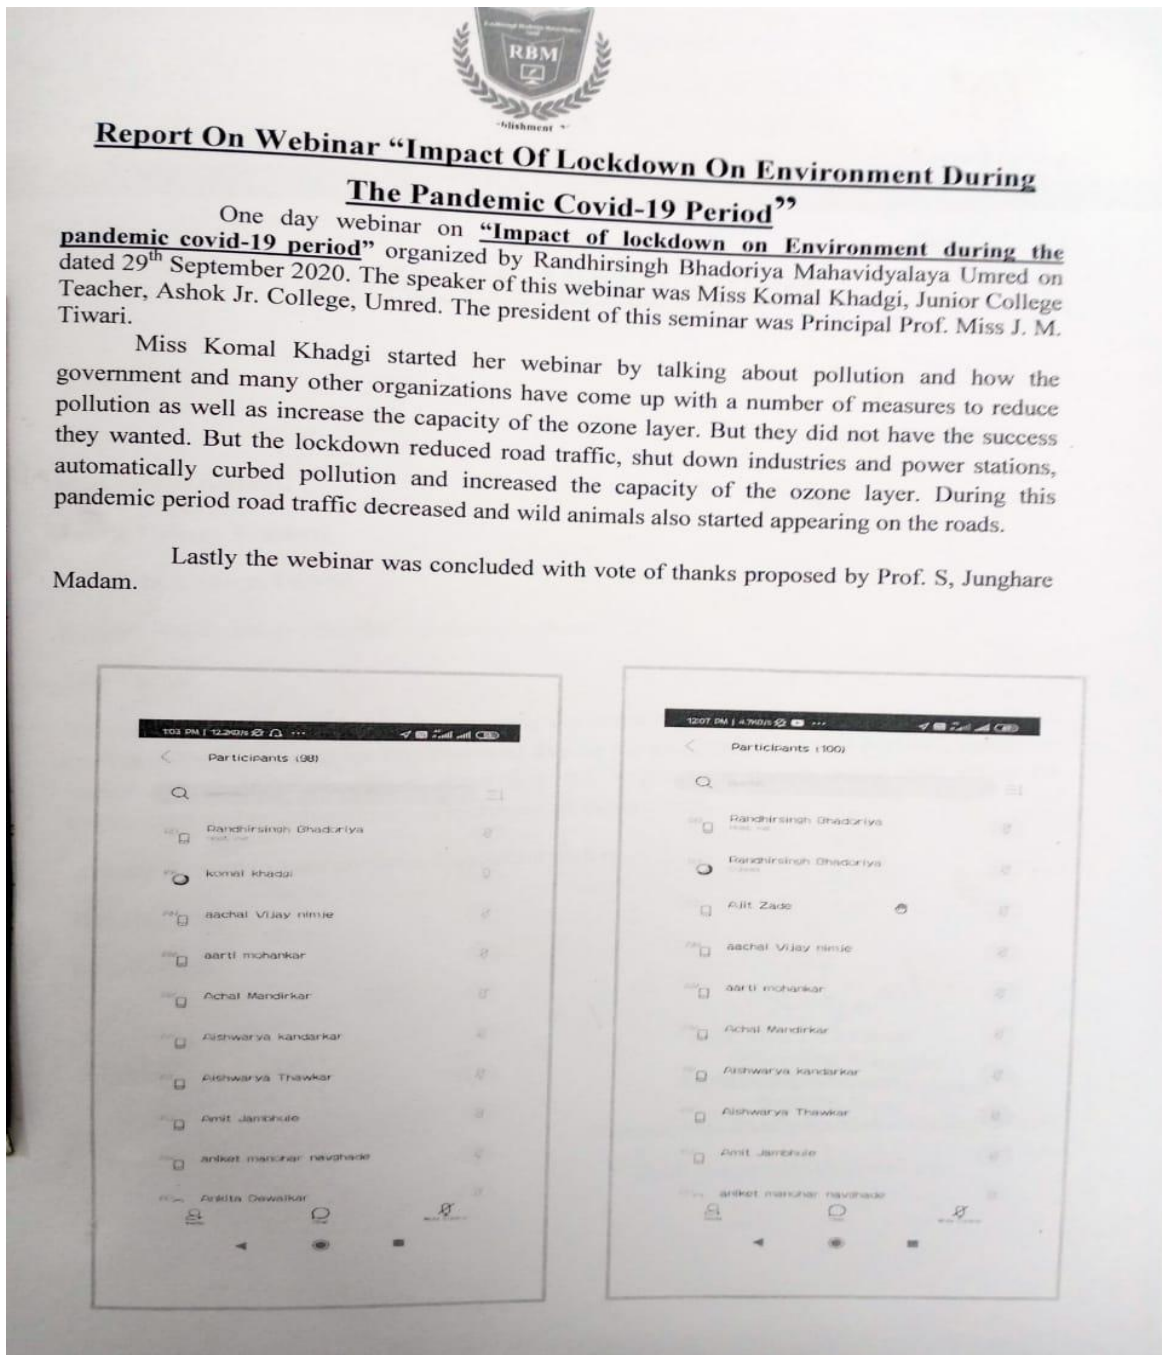 RBM
Report On Webinar “Impact Of Lockdown On Environment During
The Pandemic Covid-19 Period”
One day webinar on “Impact of lockdown on Environment during the
pandemic covid-19 period” organized by Randhirsingh Bhadoriya Mahavidyalaya Umred on
dated 29th September 2020. The speaker of this webinar was Miss Komal Khadgi, Junior College
Teacher, Ashok Jr. College, Umred. The president of this seminar was Principal Prof. Miss J. M.
Tiwari.
Miss Komal Khadgi started her webinar by talking about pollution and how the
government and many other organizations have come up with a number of measures to reduce
pollution as well as increase the capacity of the ozone layer. But they did not have the success
they wanted. But the lockdown reduced road traffic, shut down industries and power stations,
automatically curbed pollution and increased the capacity of the ozone layer. During this
pandemic period road traffic decreased and wild animals also started appearing on the roads.
Lastly the webinar was concluded with vote of thanks proposed by Prof. S, Junghare
Madam.
1:03 PM | 12.2KB/s
Participants (98)
Randhirsingh Bhadoriya
komal khadgi
aachal Vijay nimje
aarti mohankar
Achal Mandirkar
Aishwarya kandarkar
Aishwarya Thawkar
Amit Jambhule
aniket manohar navghade
Ankita Dewalkar
12:07 PM | 4.7KB/s
Participants (100)
Randhirsingh Bhadoriya
Randhirsingh Bhadoriya
Ajit Zade
aachal Vijay nimje
aarti mohankar
Achal Mandirkar
Aishwarya kandarkar
Aishwarya Thawkar
Amit Jambhule
aniket manohar navghade